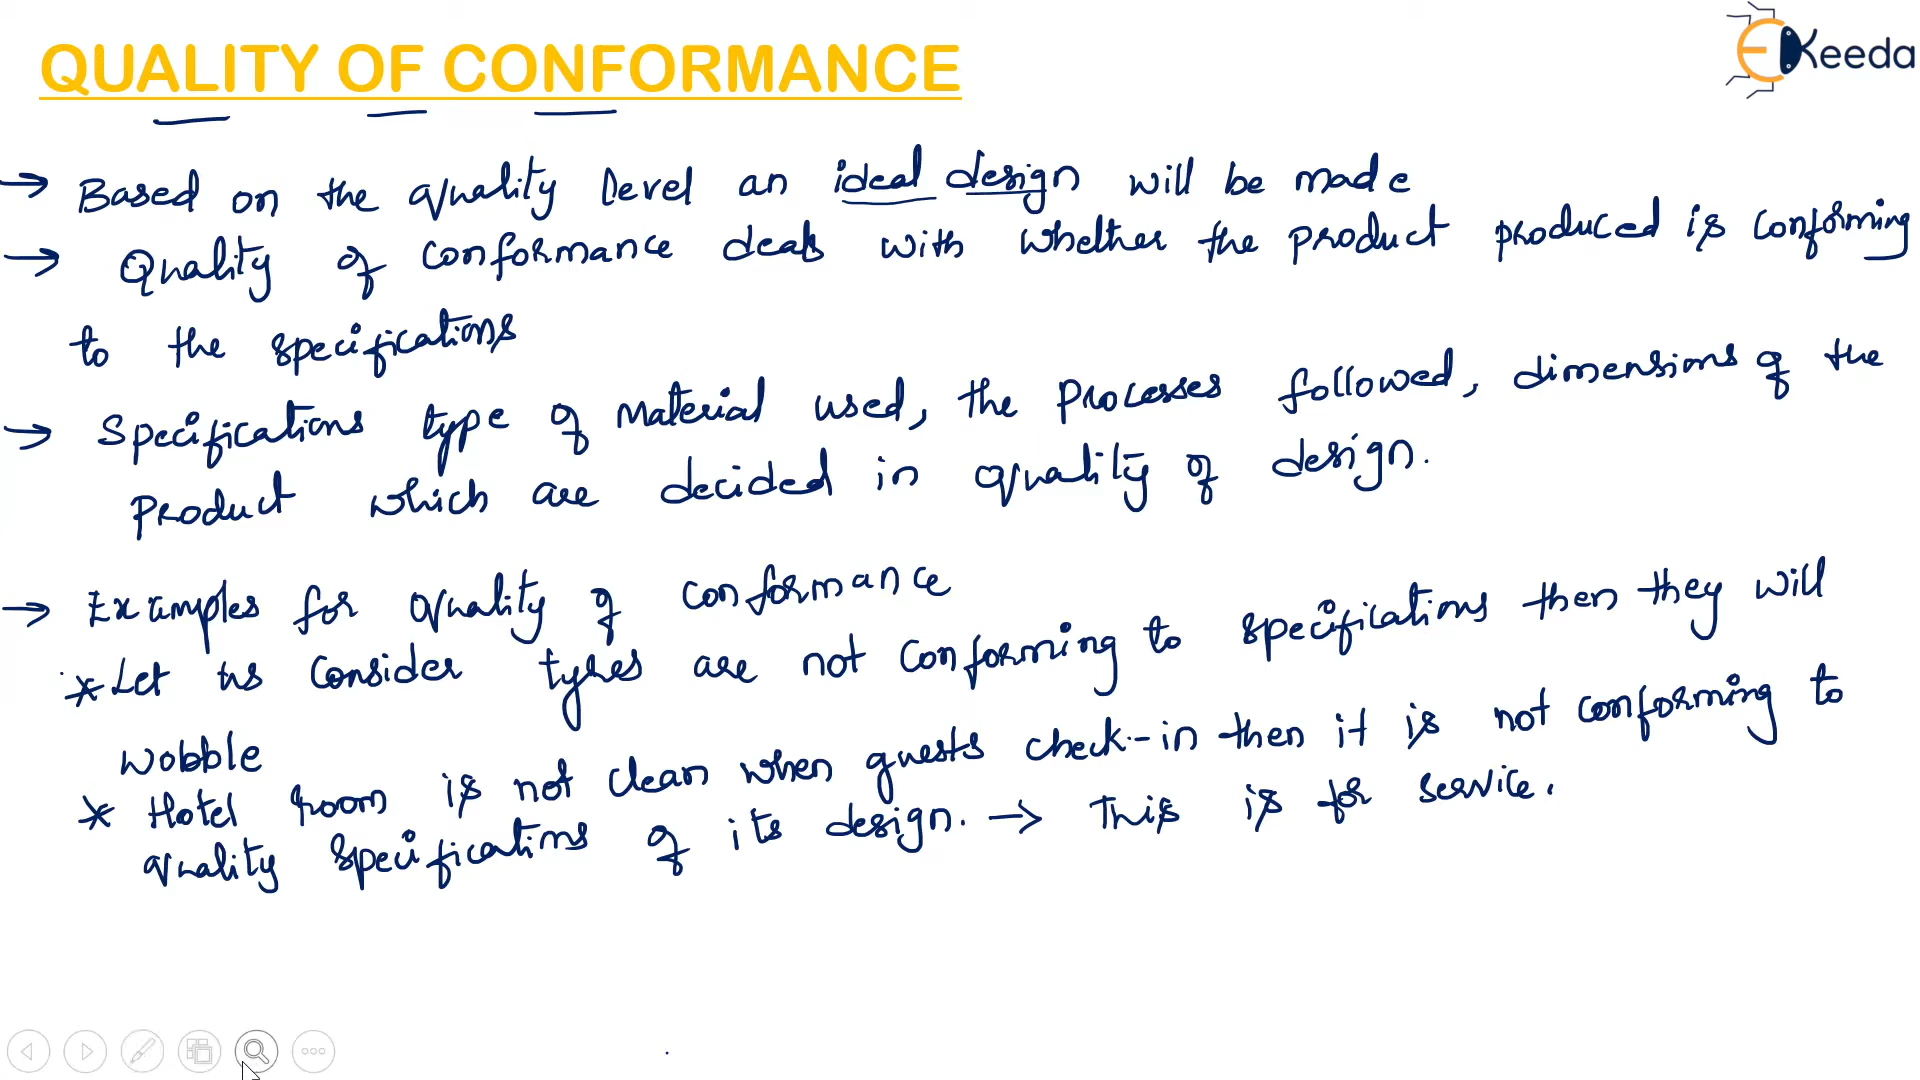 QUALITY OF CONFORMANCE
EKeeda
→ Based on the quality level an ideal design will be made
→ Quality of conformance deals with whether the product produced is conforming
to the specifications
→ Specifications type of material used, the processes followed, dimensions of the
product which are decided in quality of design.
→ Examples for quality of conformance
* Let us consider tyres are not conforming to specifications then they will
wobble
* Hotel room is not clean when guests check-in then it is not conforming to
quality specifications of its design. → This is for service.